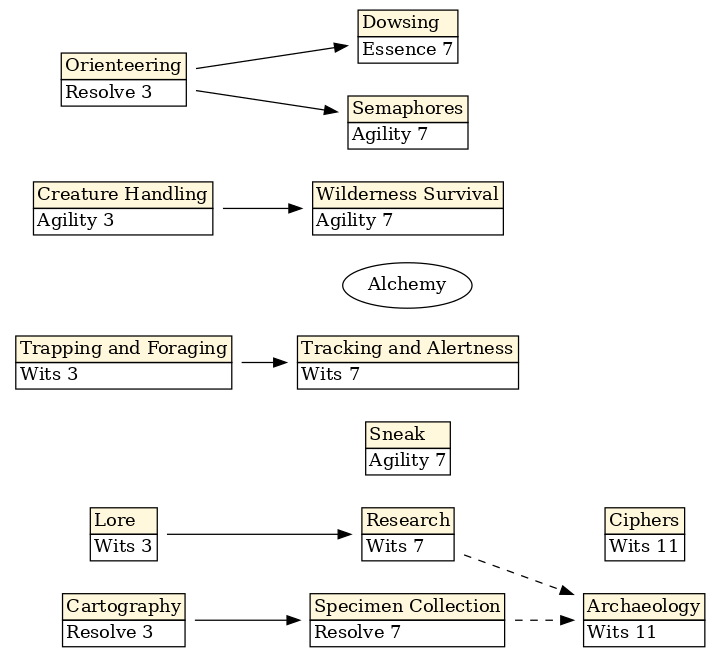 Dowsing
Essence 7
Orienteering
Resolve 3
Semaphores
Agility 7
Creature Handling
Agility 3
Wilderness Survival
Agility 7
Alchemy
Trapping and Foraging
Wits 3
Tracking and Alertness
Wits 7
Sneak
Agility 7
Lore
Wits 3
Research
Wits 7
Ciphers
Wits 11
Cartography
Resolve 3
Specimen Collection
Resolve 7
Archaeology
Wits 11